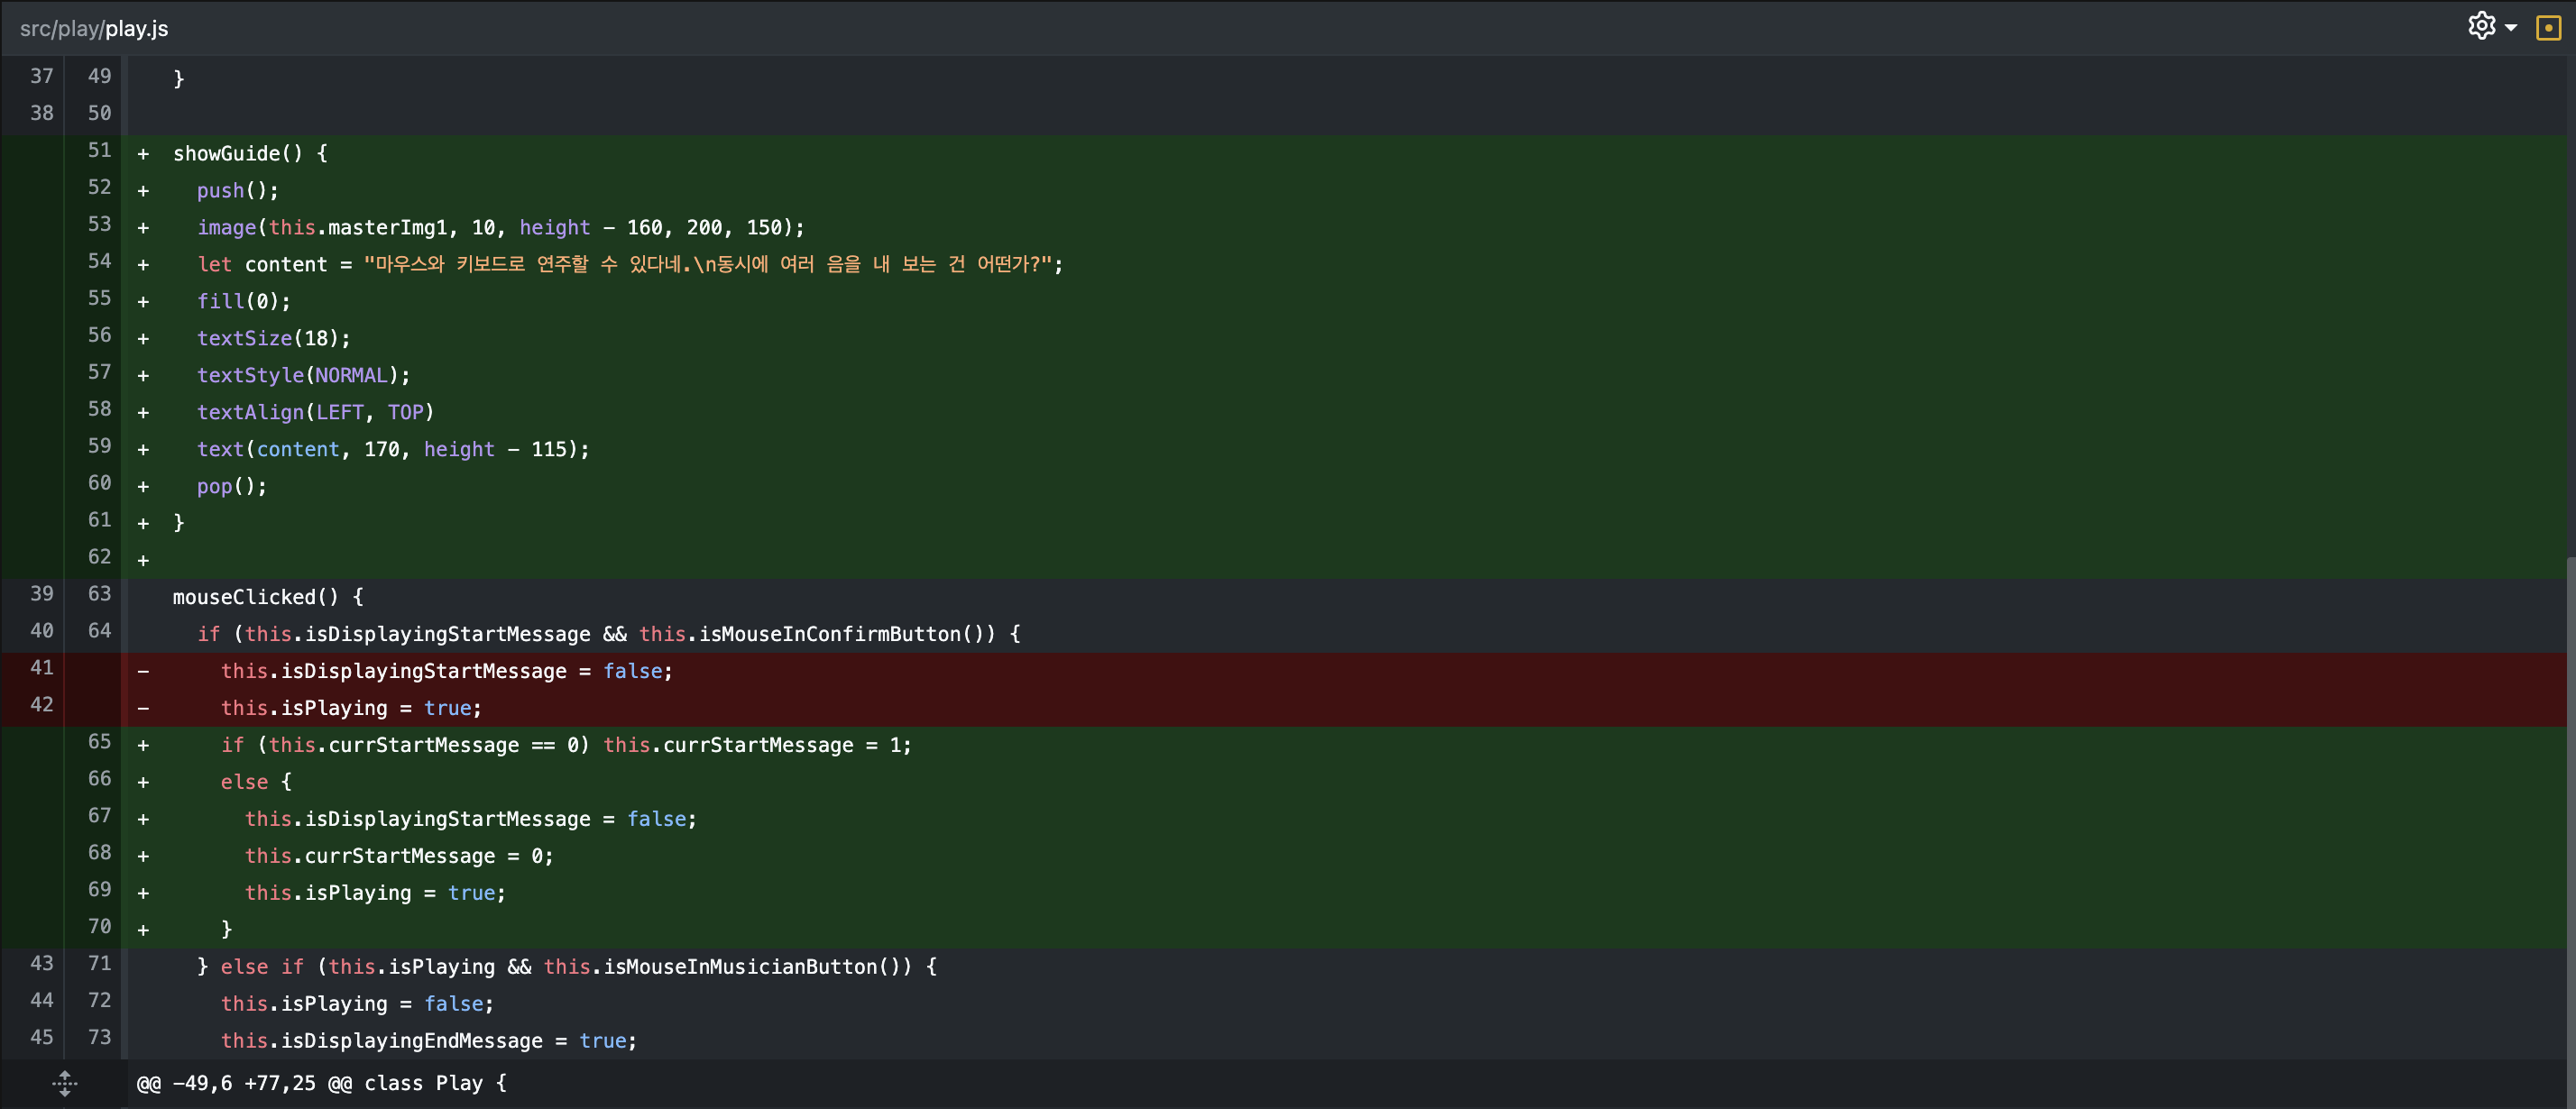 src/play/play.js
37 49 }
38 50
51 + showGuide() {
52 + push();
53 + image(this.masterImg1, 10, height - 160, 200, 150);
54 + let content = "마우스와 키보드로 연주할 수 있다네.\n동시에 여러 음을 내 보는 건 어떤가?";
55 + fill(0);
56 + textSize(18);
57 + textStyle(NORMAL);
58 + textAlign(LEFT, TOP)
59 + text(content, 170, height - 115);
60 + pop();
61 + }
62 +
39 63 mouseClicked() {
40 64 if (this.isDisplayingStartMessage && this.isMouseInConfirmButton()) {
41 - this.isDisplayingStartMessage = false;
42 - this.isPlaying = true;
65 + if (this.currStartMessage == 0) this.currStartMessage = 1;
66 + else {
67 + this.isDisplayingStartMessage = false;
68 + this.currStartMessage = 0;
69 + this.isPlaying = true;
70 + }
43 71 } else if (this.isPlaying && this.isMouseInMusicianButton()) {
44 72 this.isPlaying = false;
45 73 this.isDisplayingEndMessage = true;
@@ -49,6 +77,25 @@ class Play {